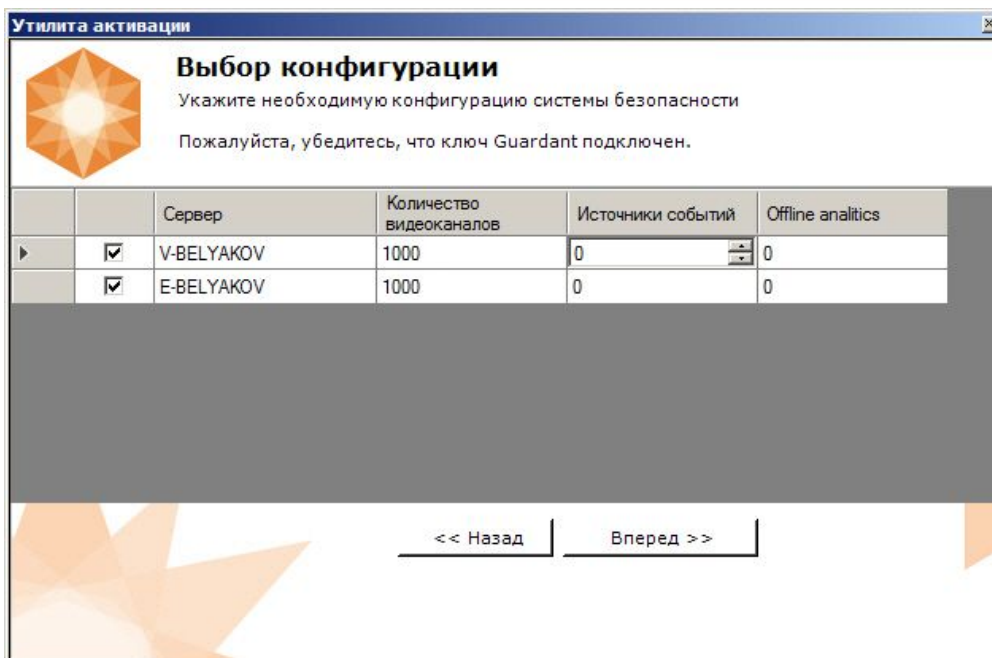 Утилита активации
Выбор конфигурации
Укажите необходимую конфигурацию системы безопасности
Пожалуйста, убедитесь, что ключ Guardant подключен.
Сервер Количество видеоканалов Источники событий Offline analitics
V-BELYAKOV 1000 0 0
E-BELYAKOV 1000 0 0
<< Назад Вперед >>